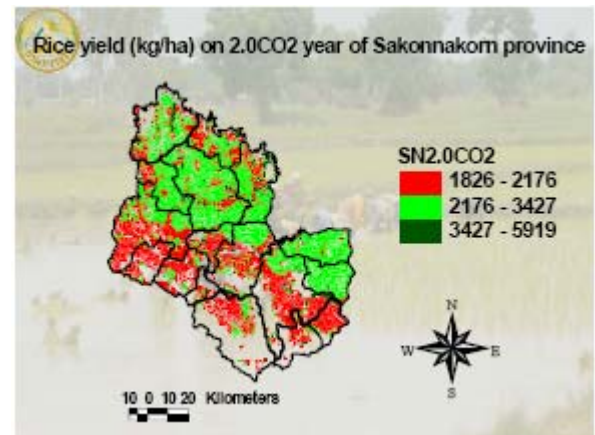 Rice yield (kg/ha) on 2.0CO2 year of Sakonnakorn province
SN2.0CO2
1826 - 2176
2176 - 3427
3427 - 5919
N
W E
S
10 0 10 20 Kilometers